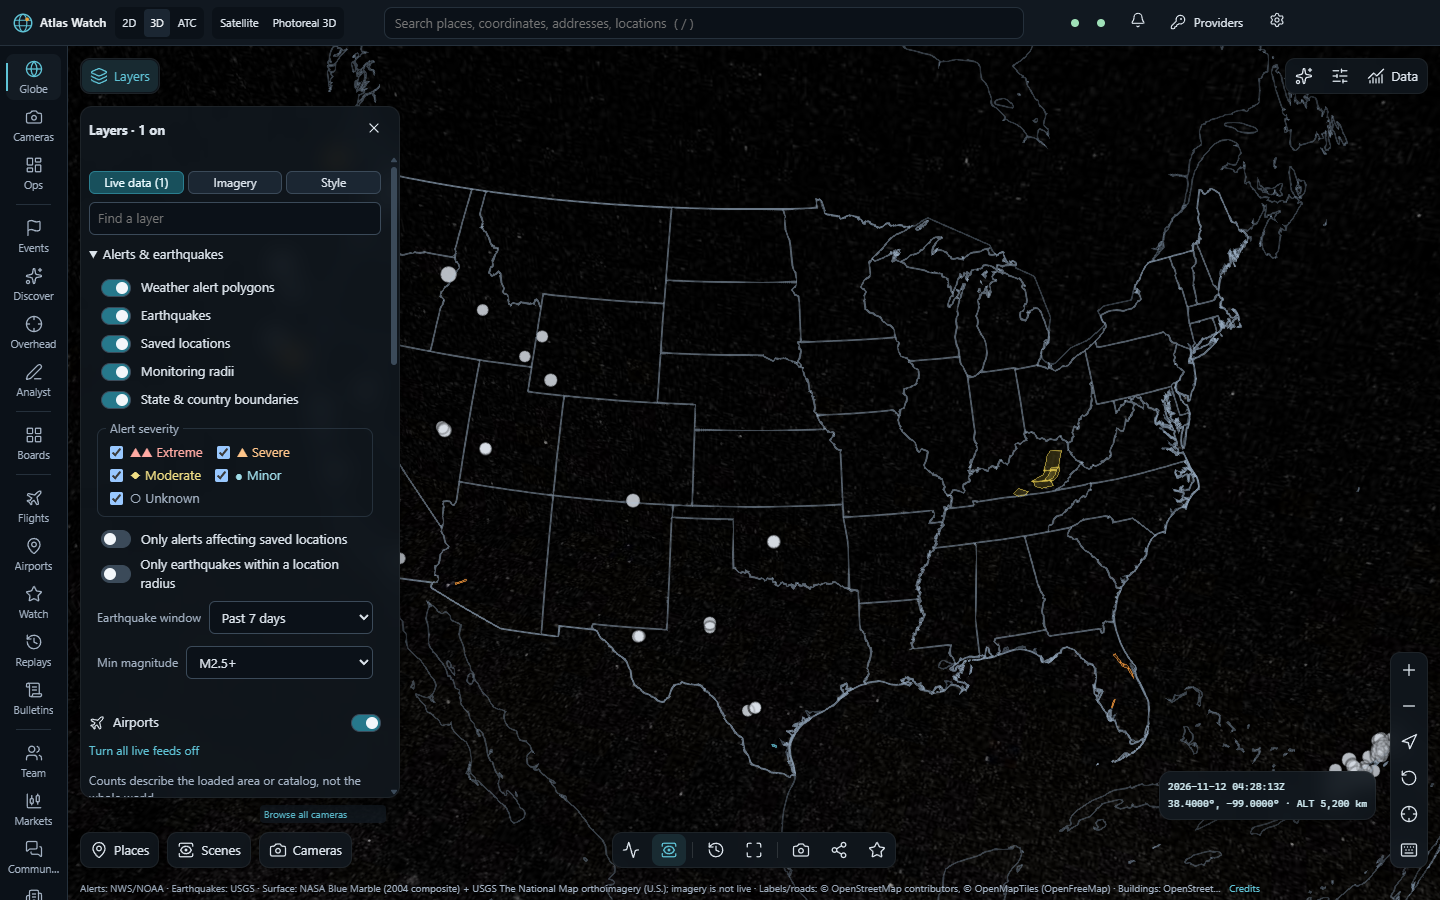 Atlas Watch
2D
3D
ATC
Satellite
Photoreal 3D
Search places, coordinates, addresses, locations ( / )
Providers
Globe
Cameras
Ops
Events
Discover
Overhead
Analyst
Boards
Flights
Airports
Watch
Replays
Bulletins
Team
Markets
Commun...
Layers
Data
Layers · 1 on
Live data (1)
Imagery
Style
Find a layer
Alerts & earthquakes
Weather alert polygons
Earthquakes
Saved locations
Monitoring radii
State & country boundaries
Alert severity
Extreme
Severe
Moderate
Minor
Unknown
Only alerts affecting saved locations
Only earthquakes within a location
radius
Earthquake window
Past 7 days
Min magnitude
M2.5+
Airports
Turn all live feeds off
Counts describe the loaded area or catalog, not the
whole world
Browse all cameras
Places
Scenes
Cameras
2026-11-12 04:28:13Z
38.4000°, -99.0000° · ALT 5,200 km
Alerts: NWS/NOAA · Earthquakes: USGS · Surface: NASA Blue Marble (2004 composite) + USGS The National Map orthoimagery (U.S.); imagery is not live · Labels/roads: © OpenStreetMap contributors, © OpenMapTiles (OpenFreeMap) · Buildings: OpenStreet...
Credits